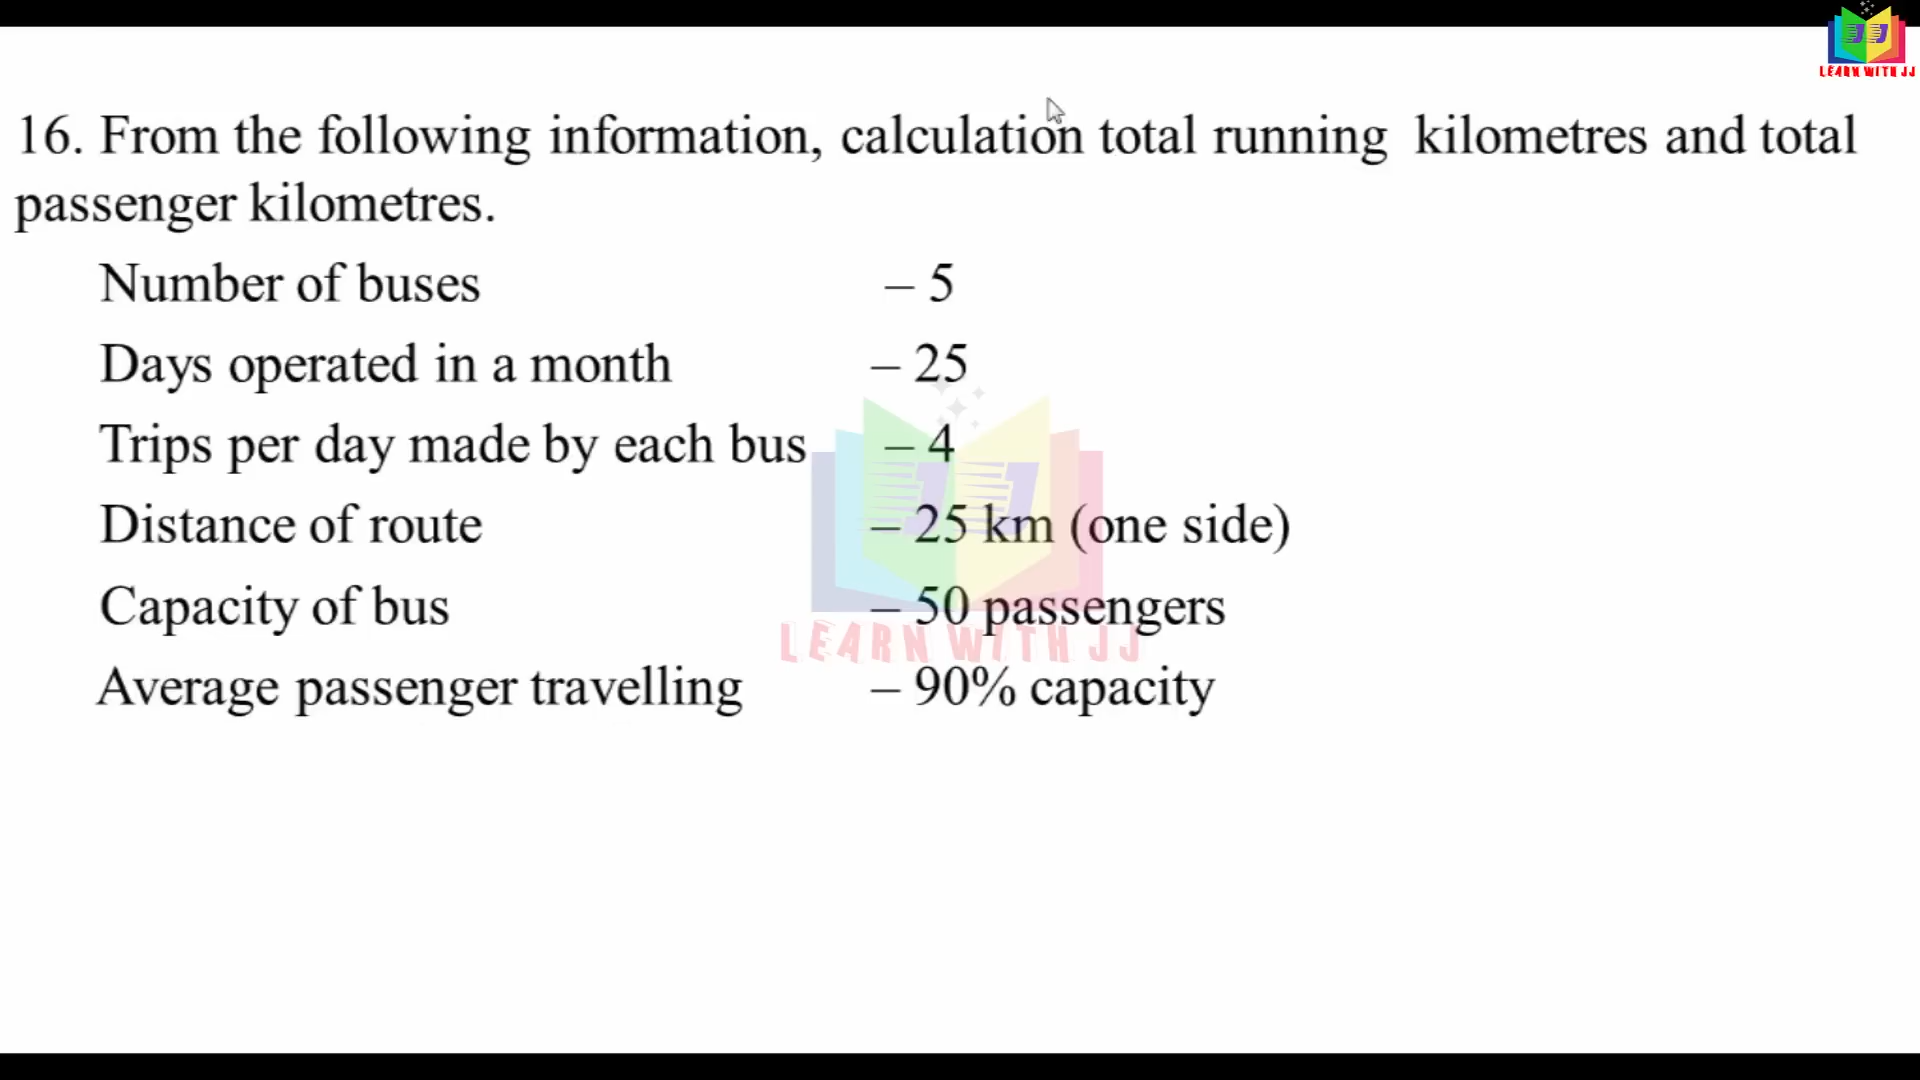 LEARN WITH JJ
16. From the following information, calculation total running kilometres and total
passenger kilometres.
Number of buses – 5
Days operated in a month – 25
Trips per day made by each bus – 4
Distance of route – 25 km (one side)
Capacity of bus – 50 passengers
LEARN WITH JJ
Average passenger travelling – 90% capacity